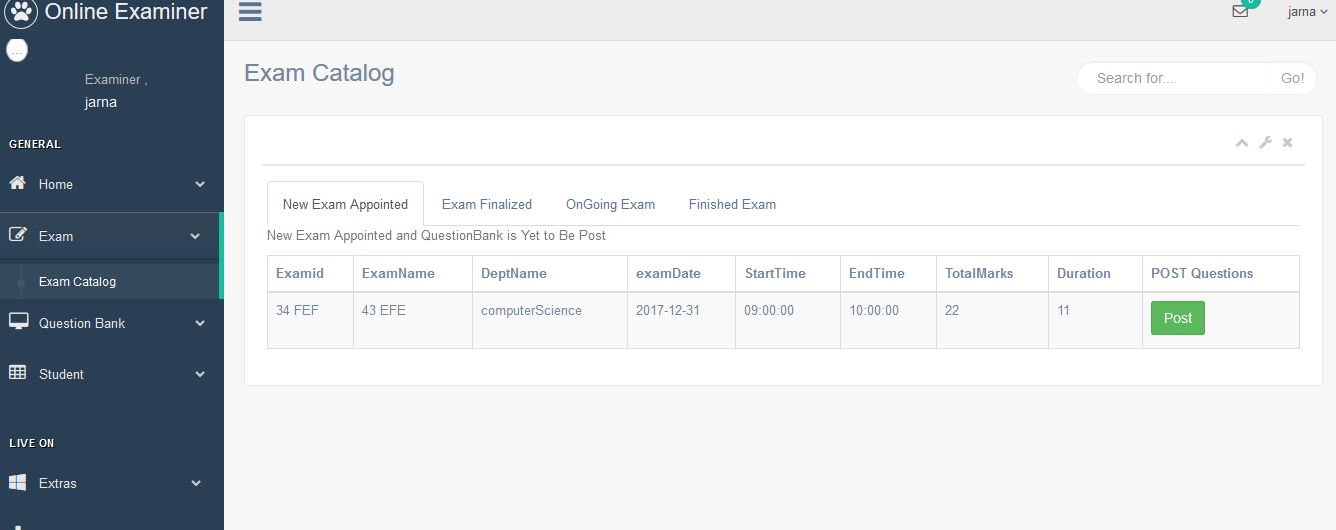 Online Examiner
jarna
...
Examiner ,
jarna
Exam Catalog
Search for... Go!
GENERAL
Home
Exam
Exam Catalog
Question Bank
Student
LIVE ON
Extras
New Exam Appointed Exam Finalized OnGoing Exam Finished Exam
New Exam Appointed and QuestionBank is Yet to Be Post
Examid ExamName DeptName examDate StartTime EndTime TotalMarks Duration POST Questions
34 FEF 43 EFE computerScience 2017-12-31 09:00:00 10:00:00 22 11 Post